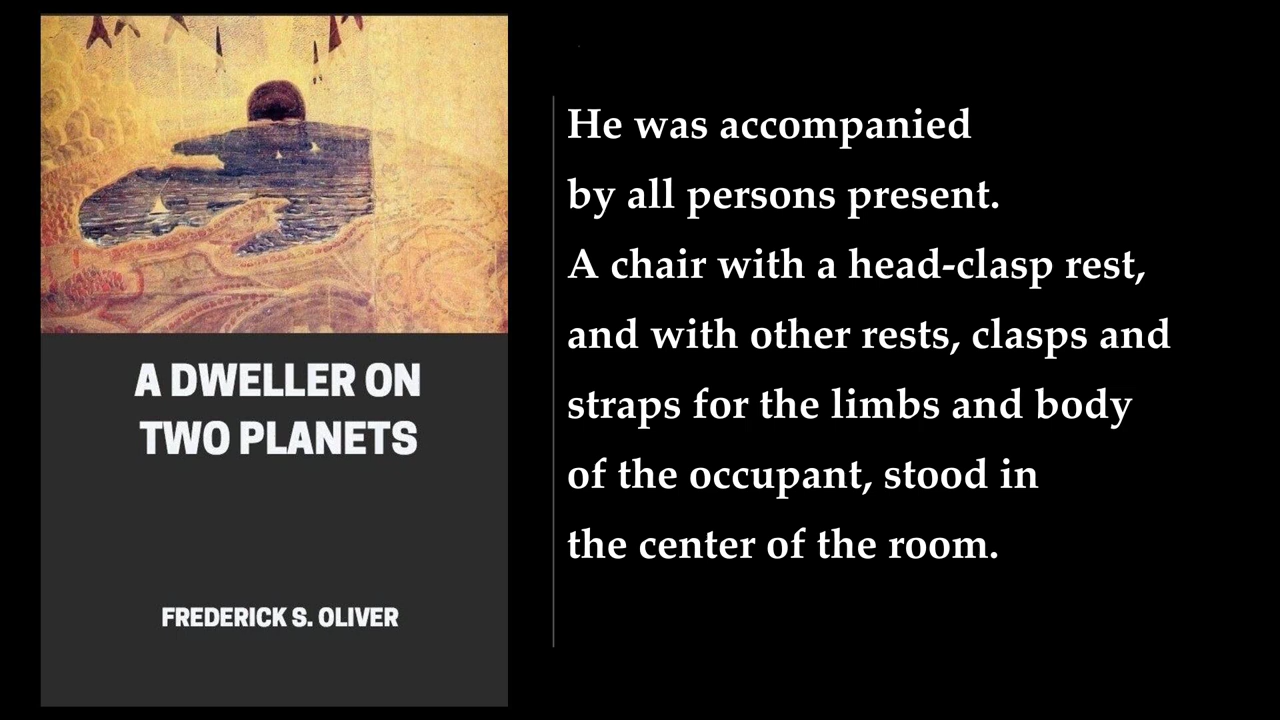 A DWELLER ON
TWO PLANETS
FREDERICK S. OLIVER
He was accompanied
by all persons present.
A chair with a head-clasp rest,
and with other rests, clasps and
straps for the limbs and body
of the occupant, stood in
the center of the room.